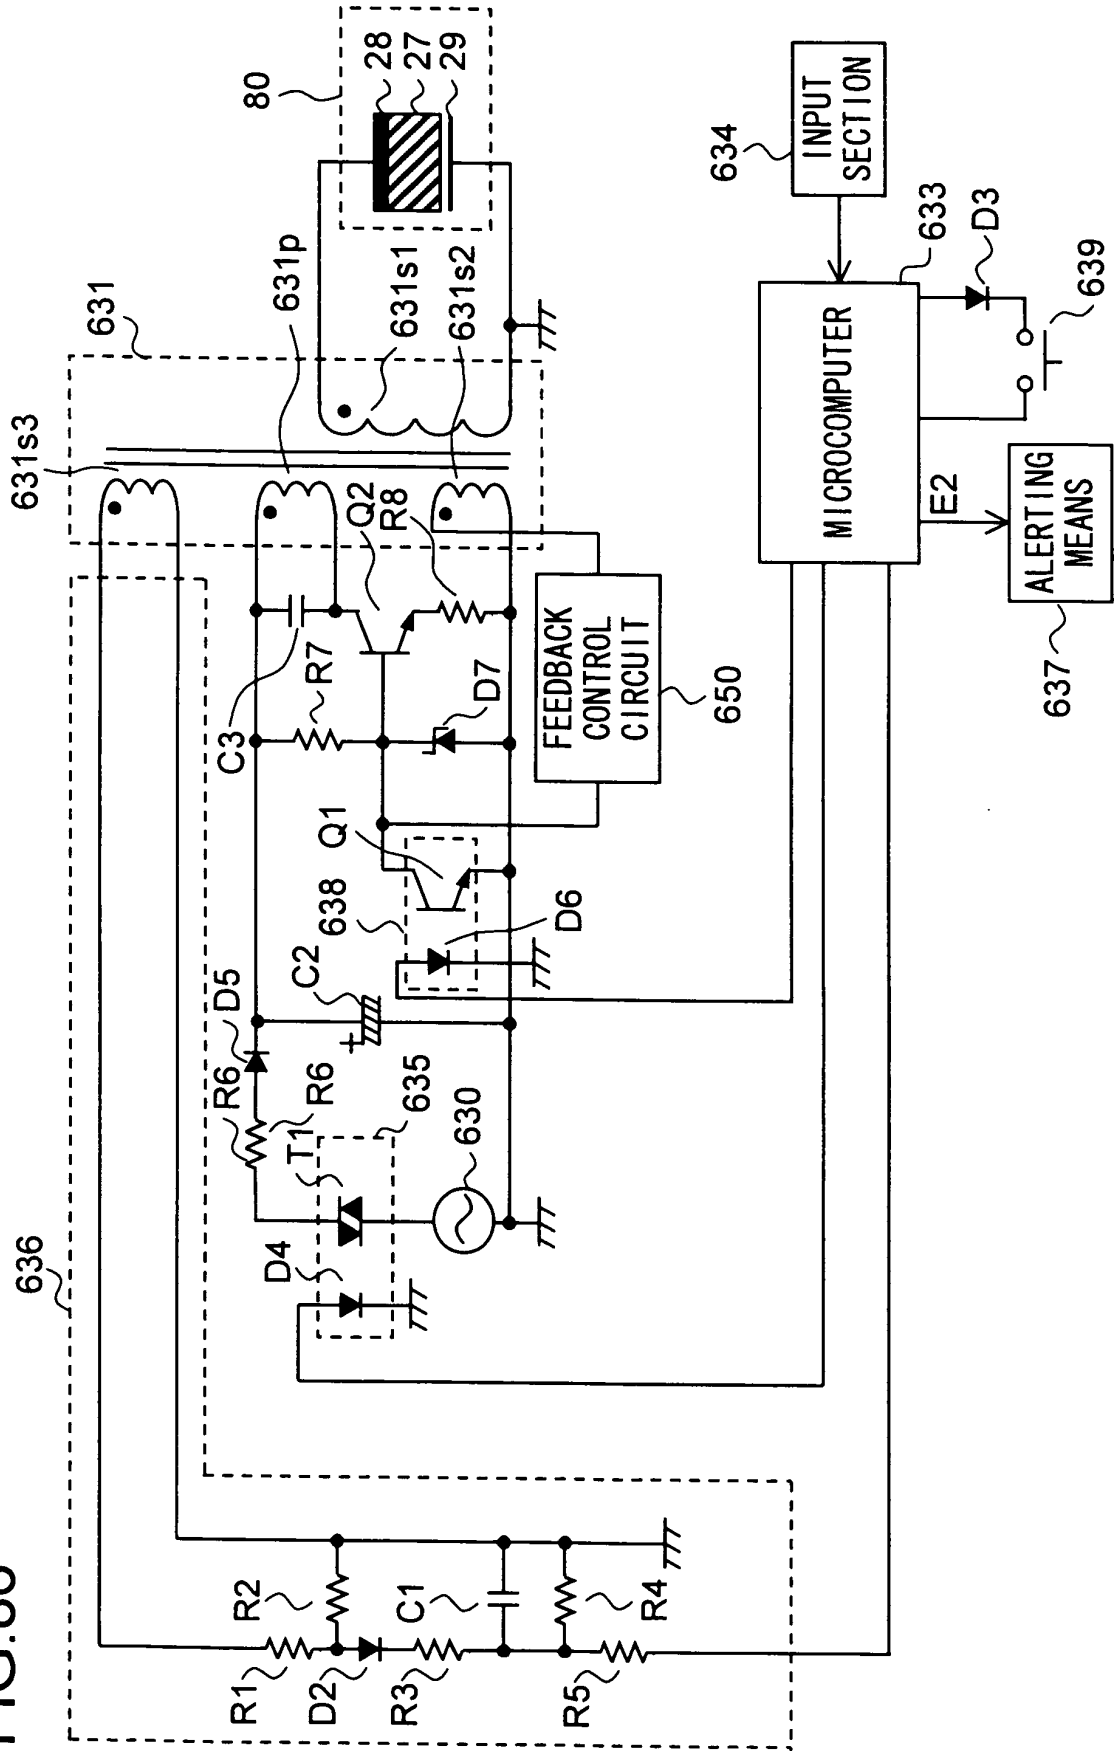 636
631s3
631
631p
631s1
631s2
80
28
27
29
R1
R2
D2
R3
C1
R4
R5
D4
T1
635
630
R6
R6
D5
C2
638
D6
Q1
C3
R7
D7
Q2
R8
FEEDBACK
CONTROL
CIRCUIT
650
634
INPUT
SECTION
MICROCOMPUTER
633
D3
639
E2
ALERTING
MEANS
637